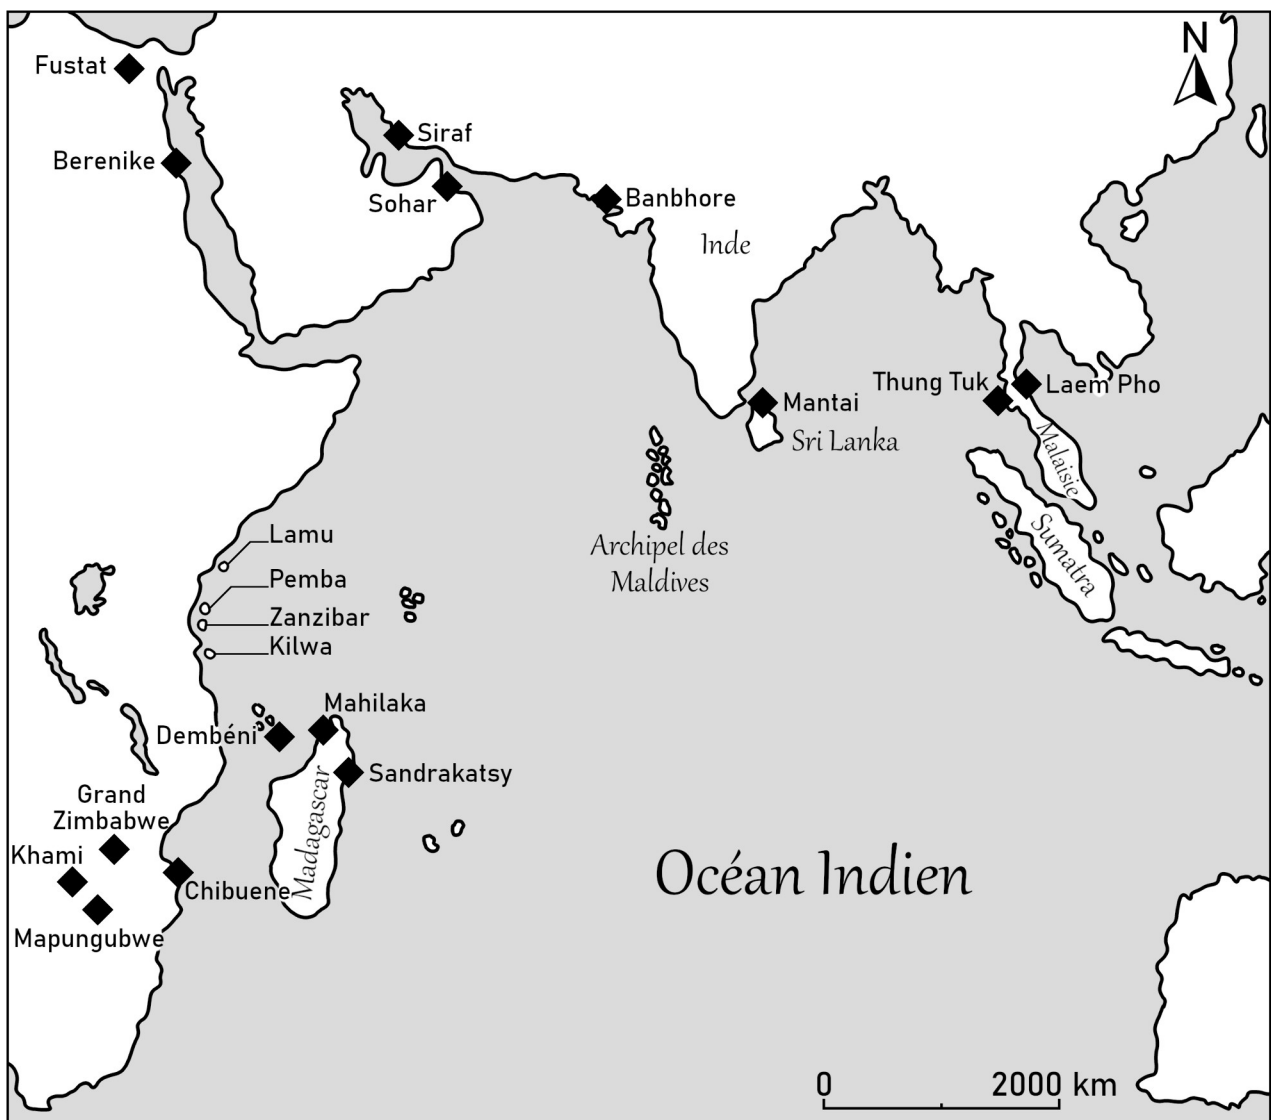 N
Fustat
Siraf
Berenike
Sohar
Banbhore
Inde
Thung Tuk
Laem Pho
Mantai
Sri Lanka
Malaisie
Archipel des
Maldives
Sumatra
Lamu
Pemba
Zanzibar
Kilwa
Mahilaka
Dembéni
Sandrakatsy
Madagascar
Grand
Zimbabwe
Khami
Chibuene
Mapungubwe
Océan Indien
0 2000 km